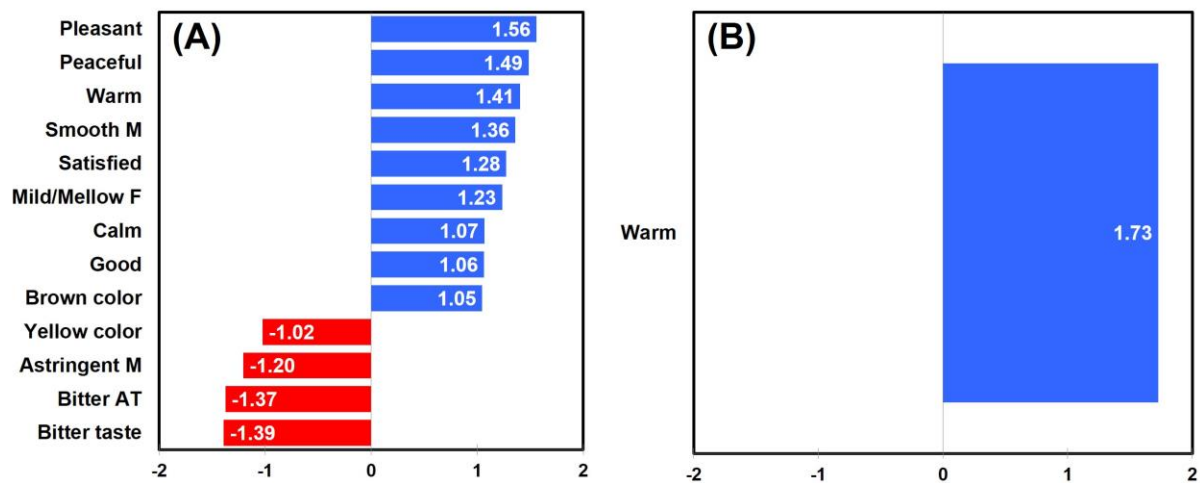 (A)
Pleasant 1.56
Peaceful 1.49
Warm 1.41
Smooth M 1.36
Satisfied 1.28
Mild/Mellow F 1.23
Calm 1.07
Good 1.06
Brown color 1.05
Yellow color -1.02
Astringent M -1.20
Bitter AT -1.37
Bitter taste -1.39
-2 -1 0 1 2
(B)
Warm 1.73
-2 -1 0 1 2